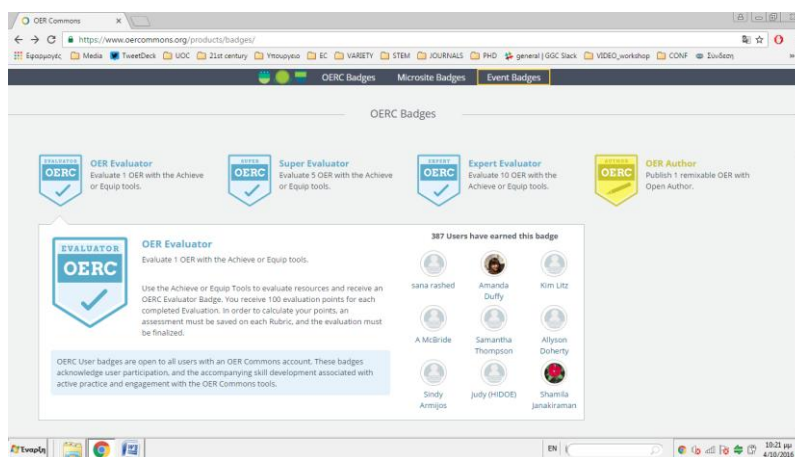 OER Commons
https://www.oercommons.org/products/badges/
Εφαρμογές Media TweetDeck UOC 21st century Υπουργειο EC VARIETY STEM JOURNALS PHD general | GGC Slack VIDEO_workshop CONF Σύνδεση
OERC Badges Microsite Badges Event Badges
OERC Badges
EVALUATOR
OERC
OER Evaluator
Evaluate 1 OER with the Achieve
or Equip tools.
SUPER
OERC
Super Evaluator
Evaluate 5 OER with the Achieve
or Equip tools.
EXPERT
OERC
Expert Evaluator
Evaluate 10 OER with the
Achieve or Equip tools.
AUTHOR
OERC
OER Author
Publish 1 remixable OER with
Open Author.
EVALUATOR
OERC
OER Evaluator
Evaluate 1 OER with the Achieve or Equip tools.
Use the Achieve or Equip Tools to evaluate resources and receive an
OERC Evaluator Badge. You receive 100 evaluation points for each
completed Evaluation. In order to calculate your points, an
assessment must be saved on each Rubric, and the evaluation must
be finalized.
OERC User badges are open to all users with an OER Commons account. These badges
acknowledge user participation, and the accompanying skill development associated with
active practice and engagement with the OER Commons tools.
387 Users have earned this badge
sana rashed
Amanda
Duffy
Kim Litz
A McBride
Samantha
Thompson
Allyson
Doherty
Sindy
Armijos
Judy (HIDOE)
Shamila
Janakiraman
Έναρξη
EN
10:21 μμ
4/10/2016